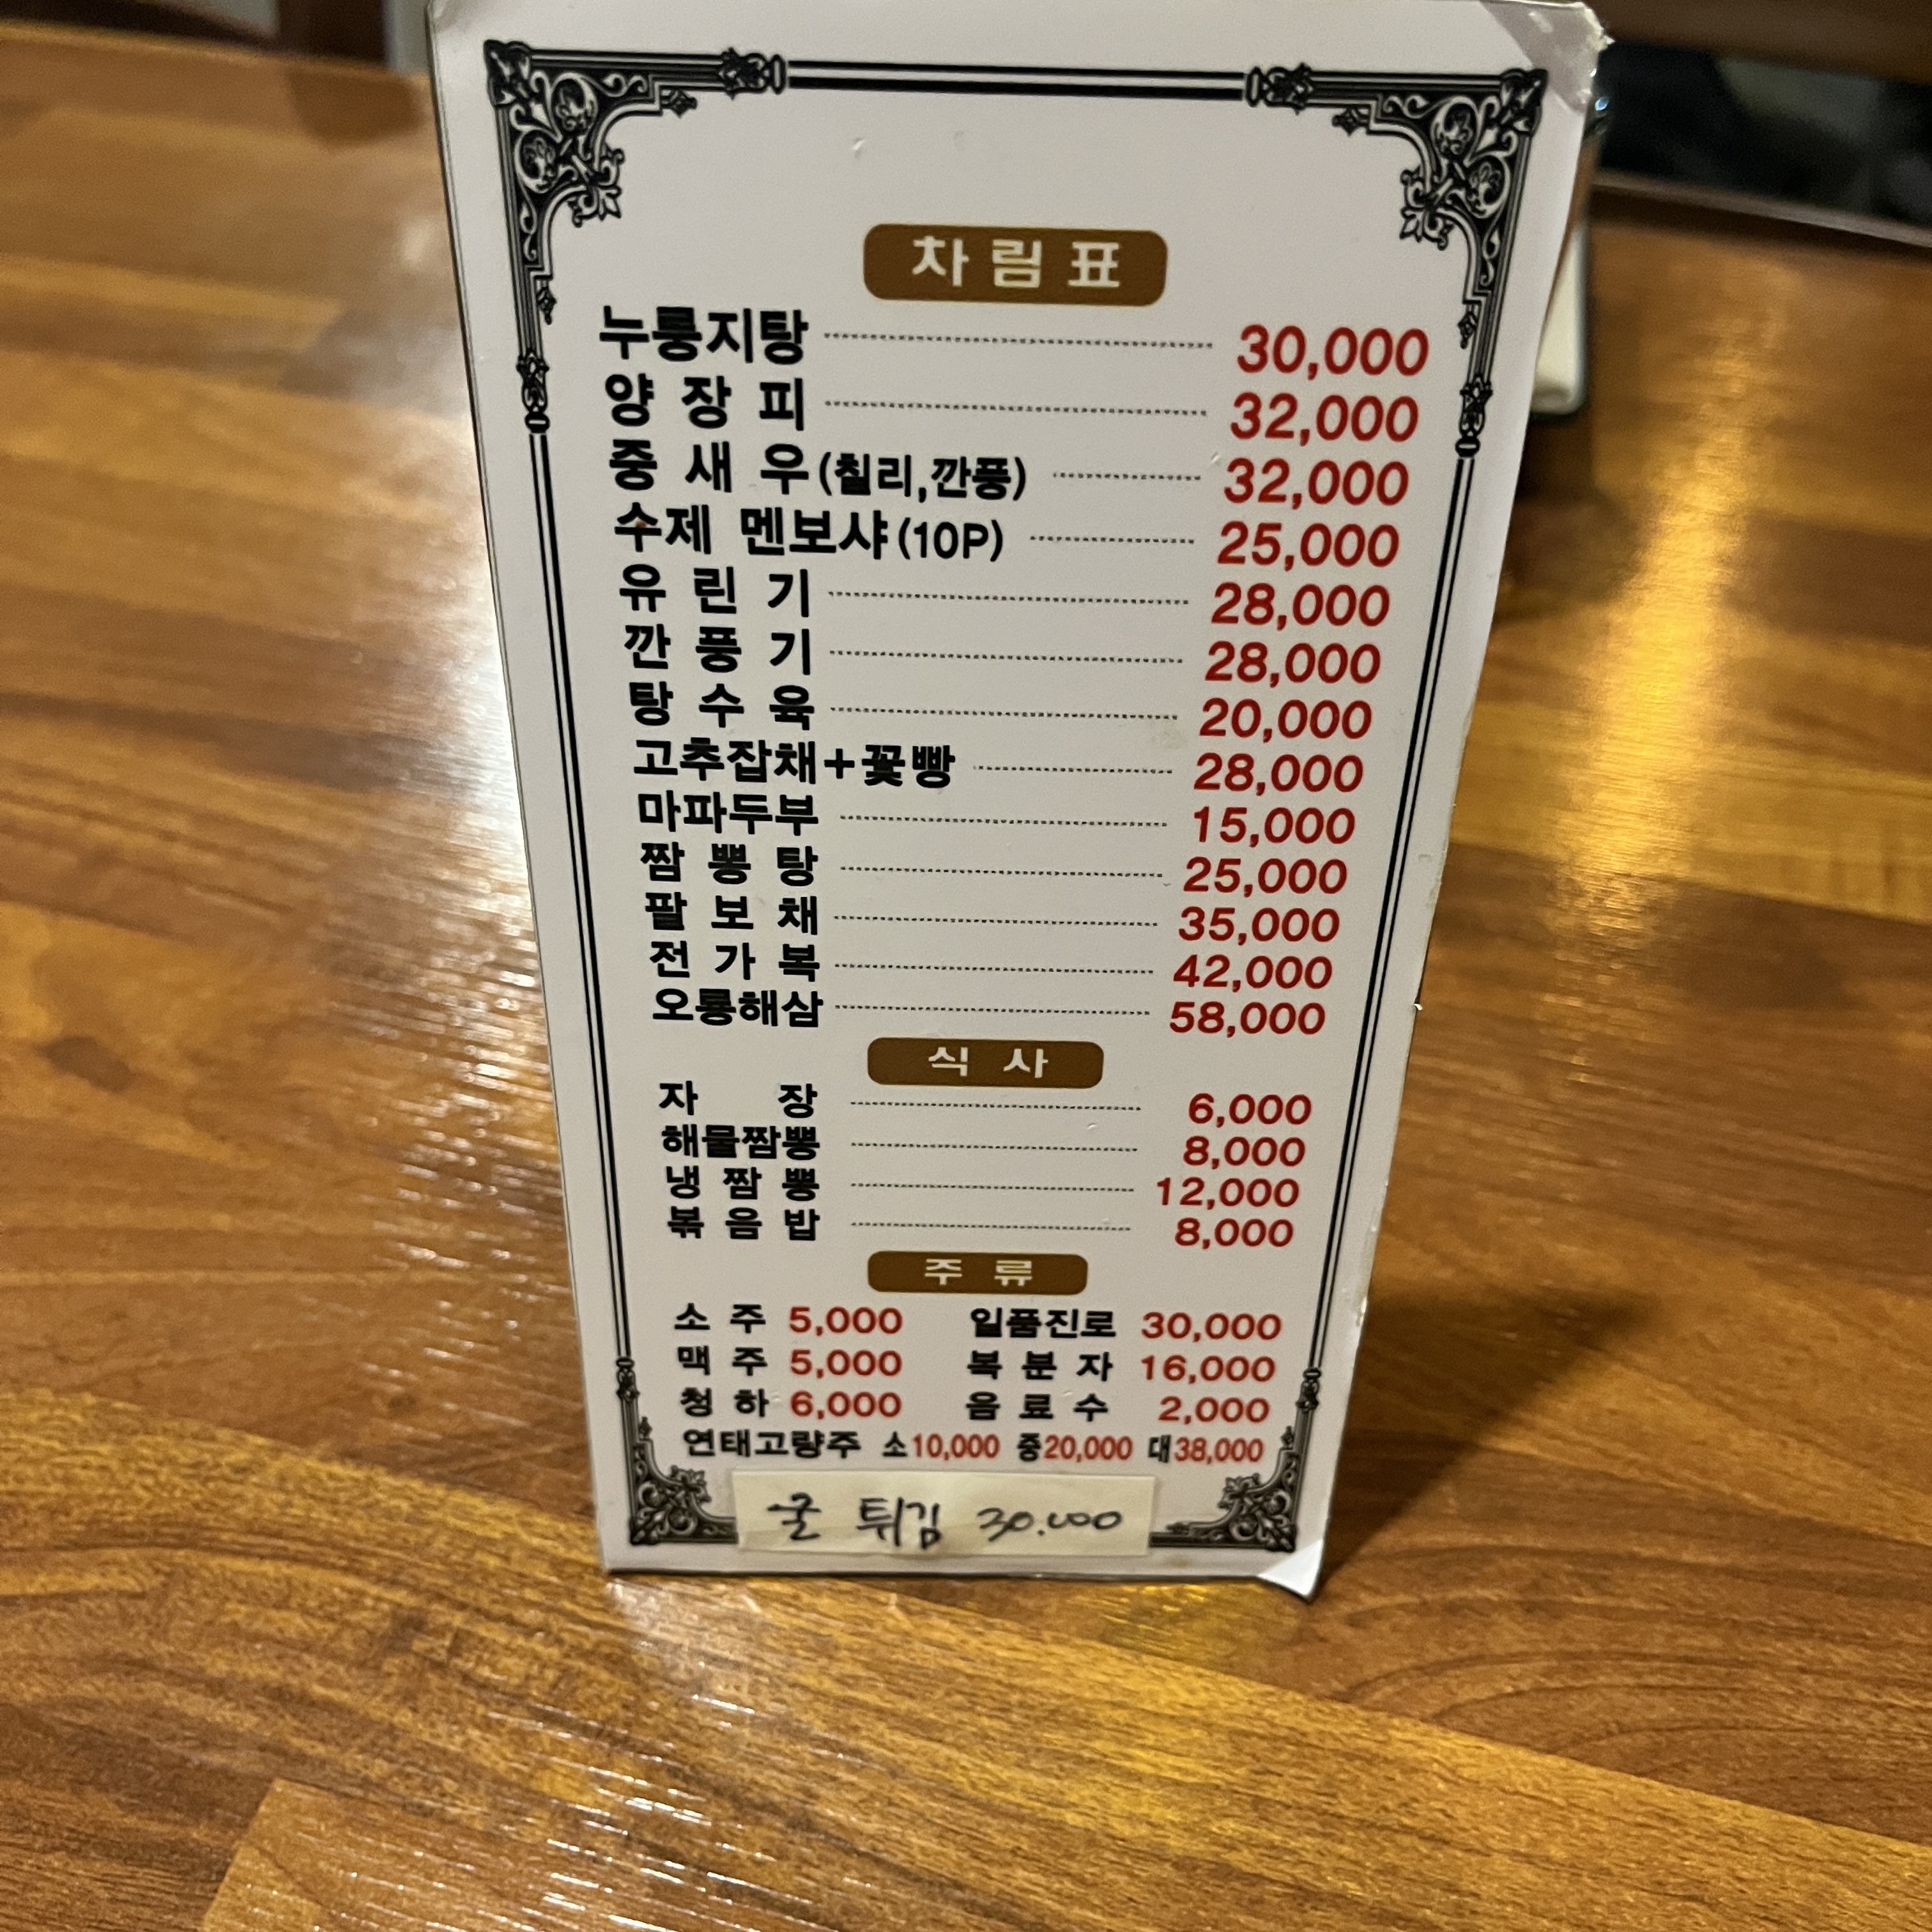 차림표
누룽지탕 30,000
양장피 32,000
중새우(칠리,깐풍) 32,000
수제 멘보샤(10P) 25,000
유린기 28,000
깐풍기 28,000
탕수육 20,000
고추잡채+꽃빵 28,000
마파두부 15,000
짬뽕탕 25,000
팔보채 35,000
전가복 42,000
오룡해삼 58,000
식사
자장 6,000
해물짬뽕 8,000
냉짬뽕 12,000
볶음밥 8,000
주류
소주 5,000 일품진로 30,000
맥주 5,000 복분자 16,000
청하 6,000 음료수 2,000
연태고량주 소10,000 중20,000 대38,000
굴 튀김 30.000